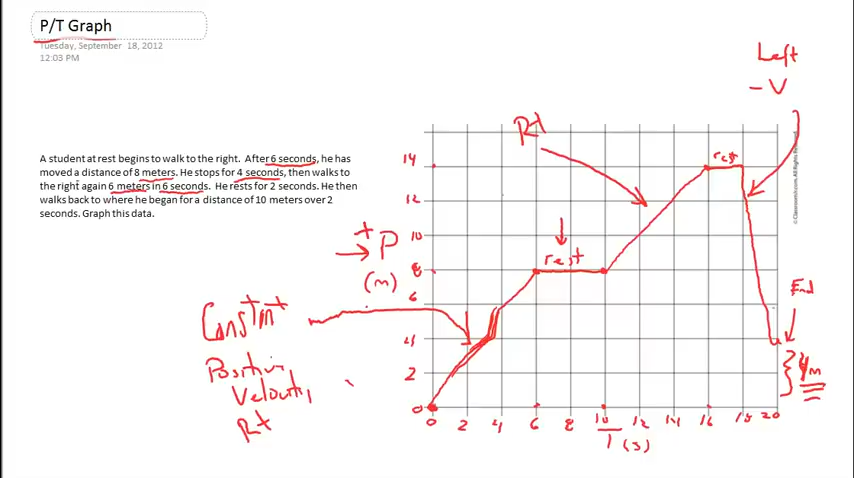 P/T Graph
Tuesday, September 18, 2012
12:03 PM
A student at rest begins to walk to the right. After 6 seconds, he has
moved a distance of 8 meters. He stops for 4 seconds, then walks to
the right again 6 meters in 6 seconds. He rests for 2 seconds. He then
walks back to where he began for a distance of 10 meters over 2
seconds. Graph this data.
Left
- V
Rt
rest
rest
+
P
(m)
14
12
10
8
6
4
2
0
0 2 4 6 8 10 12 14 16 18 20
T (s)
Constant
Positive
Velocity
Rt
End
4m